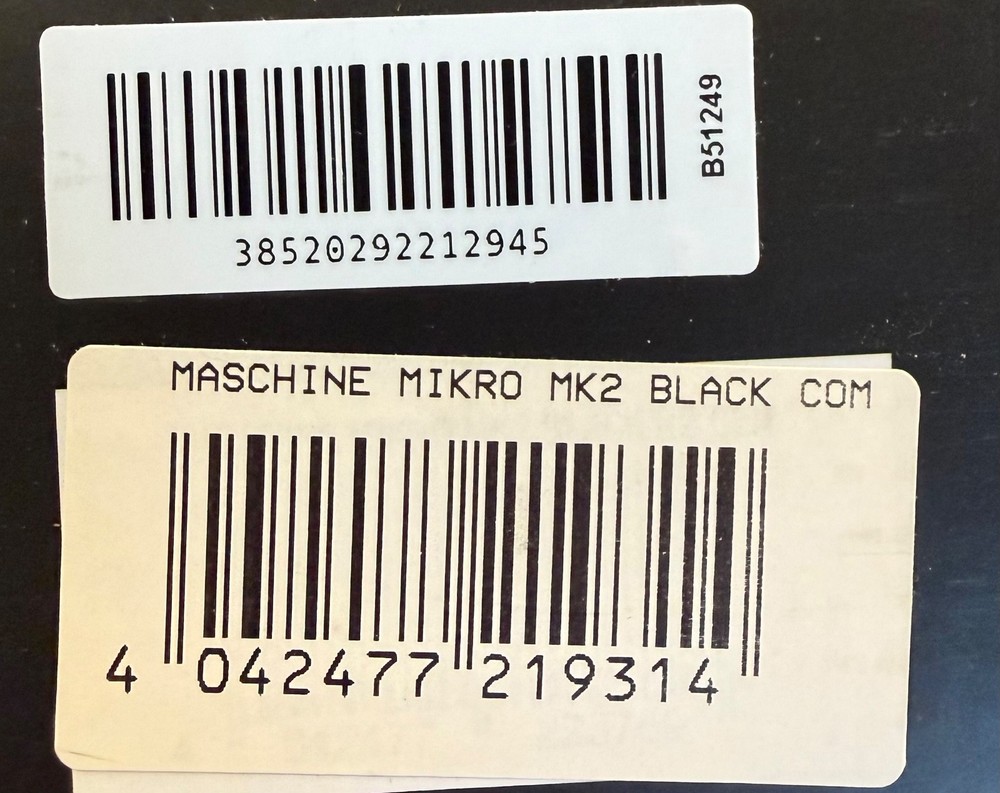 B51249
38520292212945
MASCHINE MIKRO MK2 BLACK COM
4 042477 219314